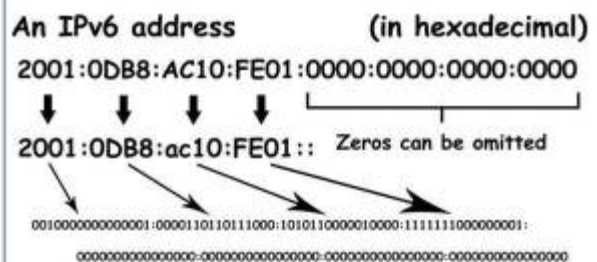 An IPv6 address (in hexadecimal)
2001:0DB8:AC10:FE01:0000:0000:0000:0000
2001:0DB8:ac10:FE01:: Zeros can be omitted
0010000000000001:0000110110111000:1010110000010000:1111111000000001:
0000000000000000:0000000000000000:0000000000000000:0000000000000000